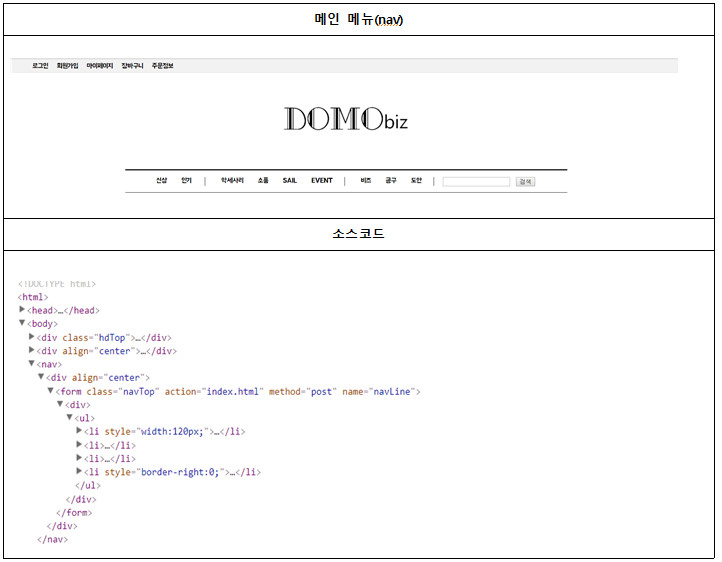 메인 메뉴(nav)
로그인 회원가입 마이페이지 장바구니 주문정보
DOMObiz
신상 인기 | 악세사리 소품 SAIL EVENT | 비즈 공구 도안 | 검색
소스코드
<!DOCTYPE html>
<html>
▶<head>…</head>
▼<body>
▶<div class="hdTop">…</div>
▶<div align="center">…</div>
▼<nav>
▼<div align="center">
▼<form class="navTop" action="index.html" method="post" name="navLine">
▼<div>
▼<ul>
▶<li style="width:120px;">…</li>
▶<li>…</li>
▶<li>…</li>
▶<li style="border-right:0;">…</li>
</ul>
</div>
</form>
</div>
</nav>